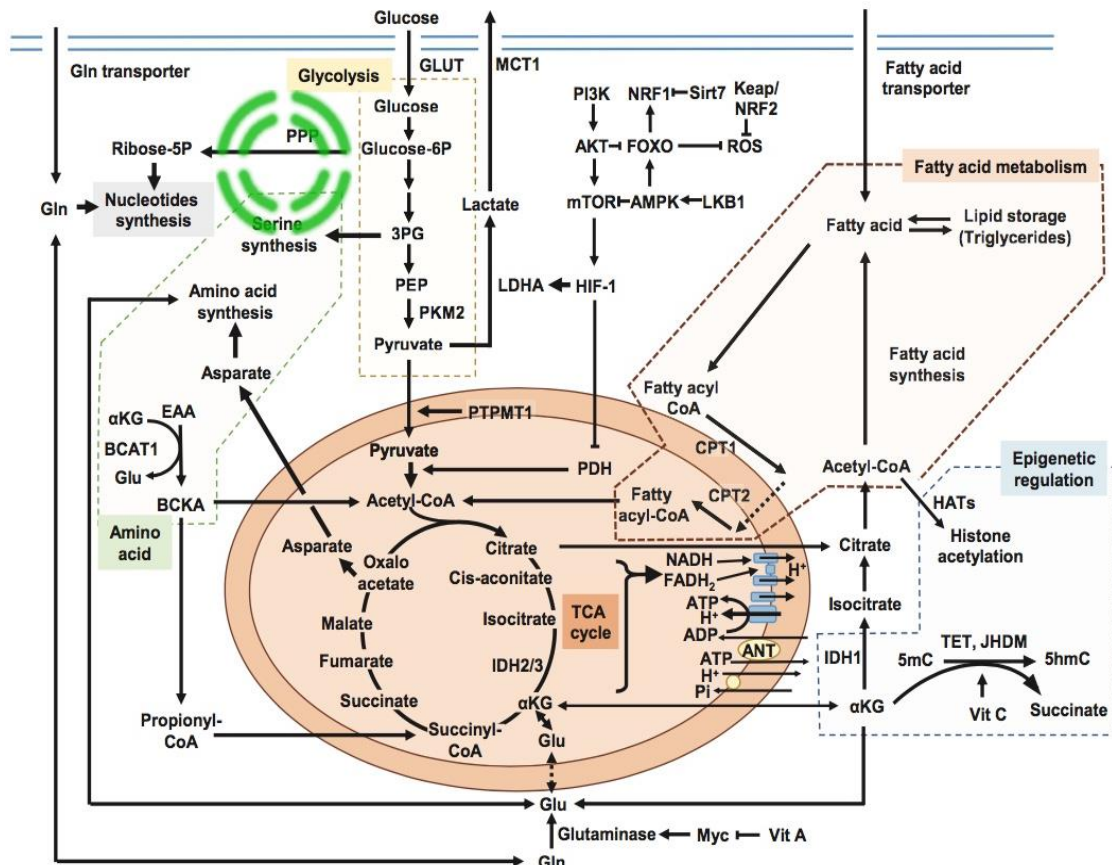 Glucose
Gln transporter
Glycolysis
GLUT
MCT1
Fatty acid
transporter
Glucose
PI3K
NRF1
Sirt7
Keap/
NRF2
PPP
Ribose-5P
Glucose-6P
AKT
FOXO
ROS
Fatty acid metabolism
Gln
Nucleotides
synthesis
Lactate
mTOR
AMPK
LKB1
Serine
synthesis
3PG
Fatty acid
Lipid storage
(Triglycerides)
PEP
LDHA
HIF-1
Amino acid
synthesis
PKM2
Pyruvate
Asparate
Fatty acid
synthesis
Fatty acyl
CoA
αKG
EAA
BCAT1
Glu
PTPMT1
CPT1
Pyruvate
PDH
Acetyl-CoA
Epigenetic
regulation
BCKA
Acetyl-CoA
Fatty
acyl-CoA
CPT2
HATs
Histone
acetylation
Amino
acid
Asparate
Oxalo
acetate
Citrate
Cis-aconitate
NADH
FADH2
H+
Citrate
Malate
Isocitrate
TCA
cycle
ATP
H+
ADP
Isocitrate
Fumarate
IDH2/3
ANT
IDH1
TET, JHDM
5mC
5hmC
ATP
H+
Pi
Succinate
αKG
αKG
Vit C
Succinate
Propionyl-
CoA
Succinyl-
CoA
Glu
Glu
Glutaminase
Myc
Vit A
Gln